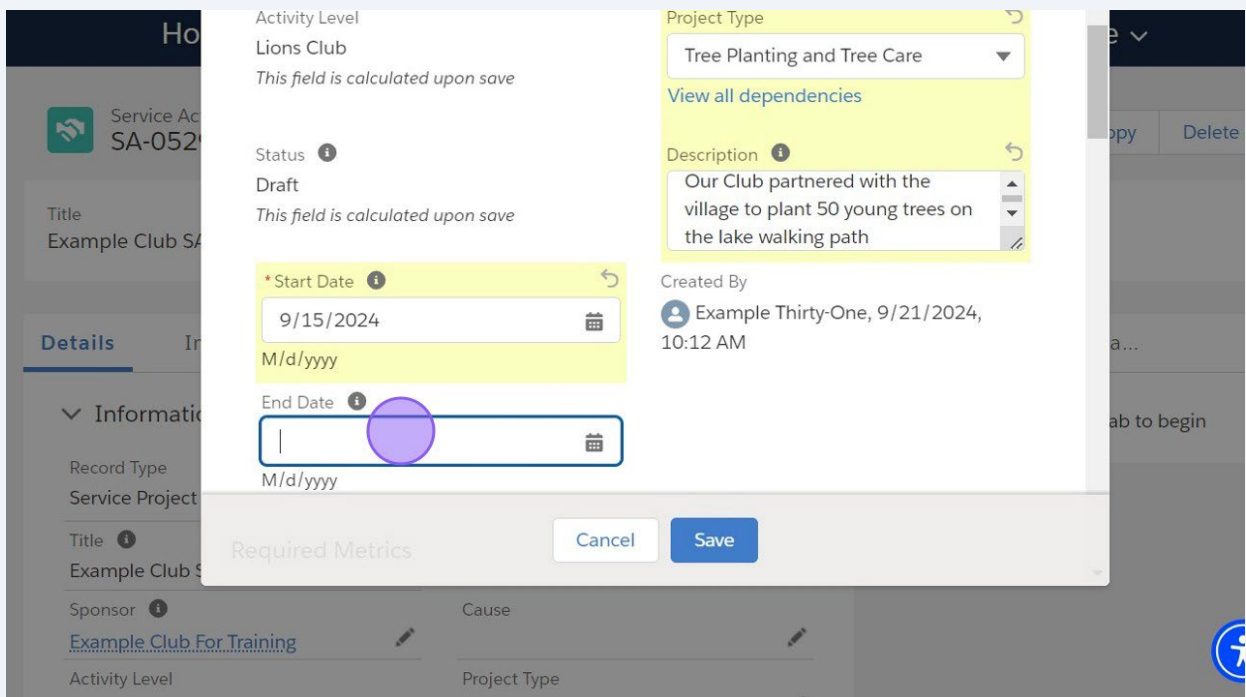 Ho
e
Service Ac
SA-052
opy
Delete
Title
Example Club SA
Details
In
a...
Informatio
ab to begin
Record Type
Service Project
Title
Example Club S
Sponsor
Example Club For Training
Cause
Activity Level
Project Type
Activity Level
Lions Club
This field is calculated upon save
Status
Draft
This field is calculated upon save
* Start Date
9/15/2024
M/d/yyyy
End Date
M/d/yyyy
Project Type
Tree Planting and Tree Care
View all dependencies
Description
Our Club partnered with the
village to plant 50 young trees on
the lake walking path
Created By
Example Thirty-One, 9/21/2024,
10:12 AM
Required Metrics
Cancel
Save